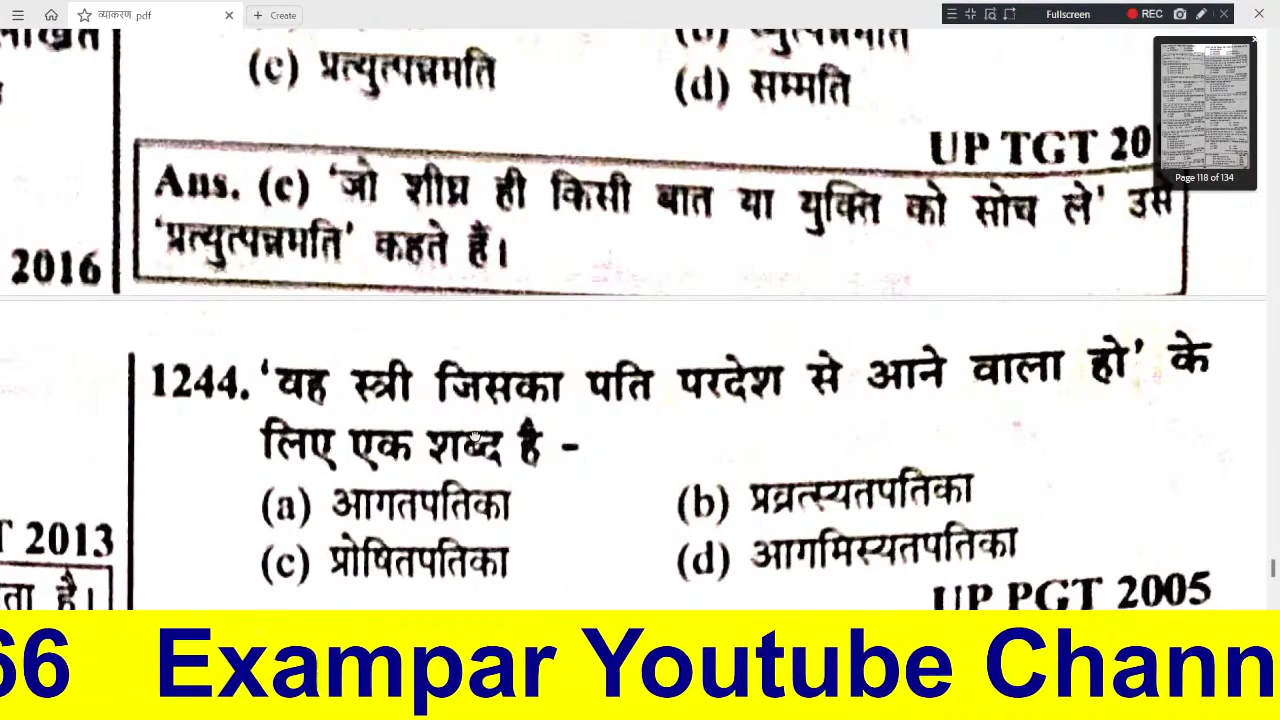 व्याकरण .pdf
Create
Fullscreen
REC
(c) प्रत्युत्पन्नमति
(d) सम्मति
UP TGT 20
Page 118 of 134
Ans. (c) 'जो शीघ्र ही किसी बात या युक्ति को सोच ले' उसे
'प्रत्युत्पन्नमति' कहते हैं।
2016
1244. 'यह स्त्री जिसका पति परदेश से आने वाला हो' के
लिए एक शब्द है -
(a) आगतपतिका
(b) प्रव्रत्स्यतपतिका
(c) प्रोषितपतिका
(d) आगमिस्यतपतिका
T 2013
ता है।
UP PGT 2005
66 Exampar Youtube Chann